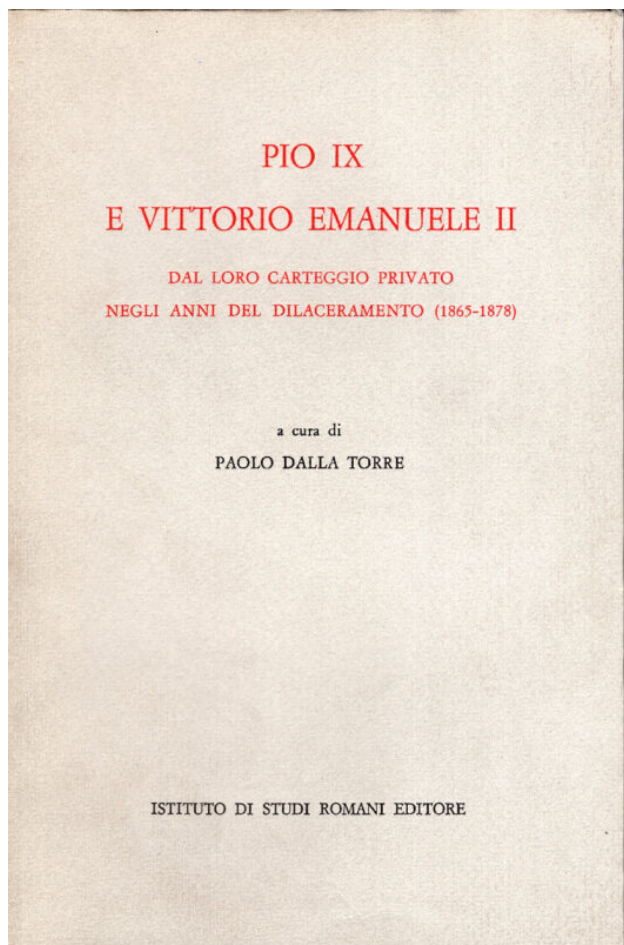 PIO IX
E VITTORIO EMANUELE II
DAL LORO CARTEGGIO PRIVATO
NEGLI ANNI DEL DILACERAMENTO (1865-1878)
a cura di
PAOLO DALLA TORRE
ISTITUTO DI STUDI ROMANI EDITORE